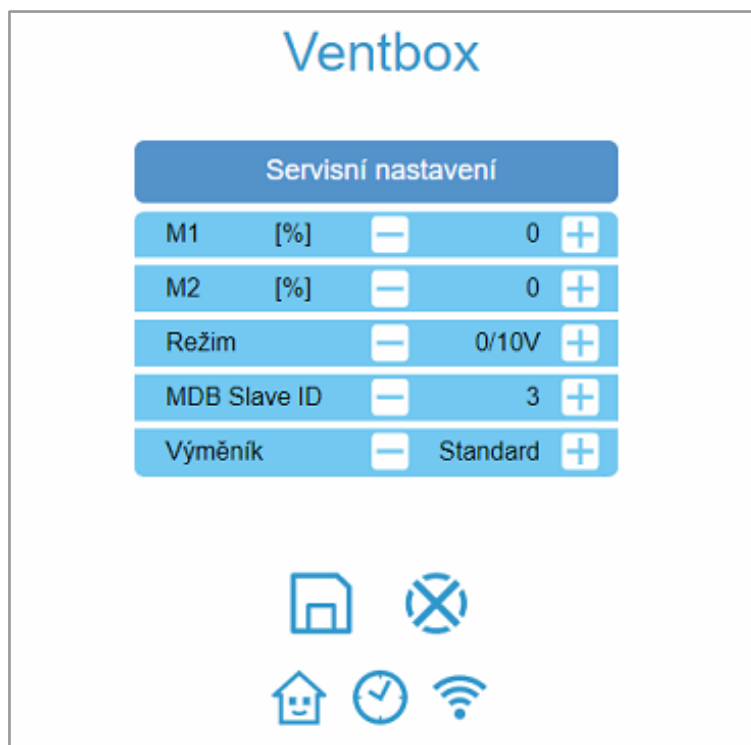 Ventbox
Servisní nastavení
M1 [%] 0
M2 [%] 0
Režim 0/10V
MDB Slave ID 3
Výměník Standard